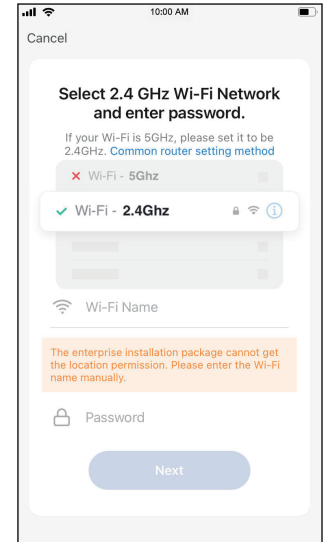 10:00 AM
Cancel
Select 2.4 GHz Wi-Fi Network
and enter password.
If your Wi-Fi is 5GHz, please set it to be
2.4GHz. Common router setting method
Wi-Fi - 5Ghz
Wi-Fi - 2.4Ghz
Wi-Fi Name
The enterprise installation package cannot get
the location permission. Please enter the Wi-Fi
name manually.
Password
Next